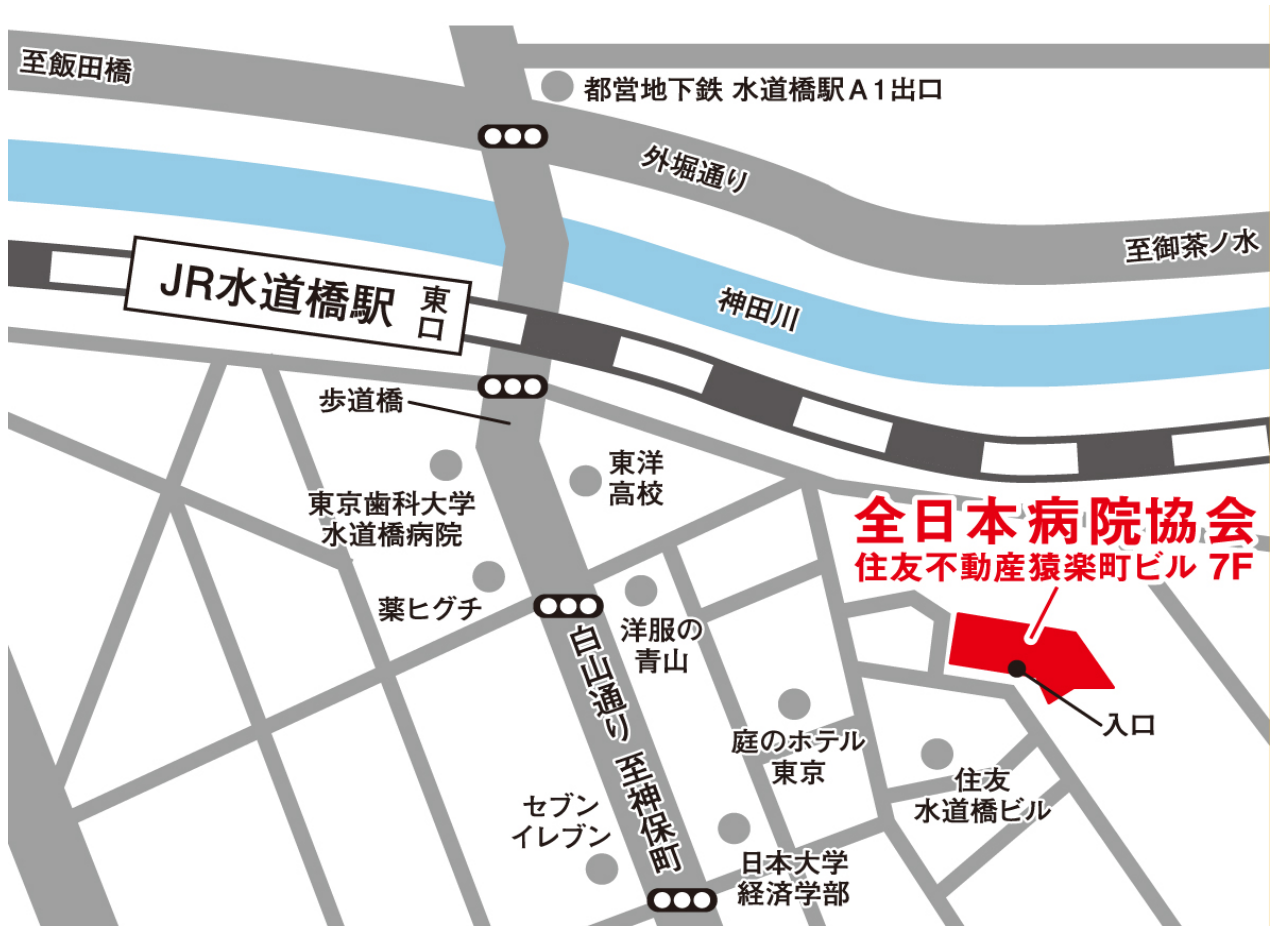 至飯田橋
都営地下鉄 水道橋駅A1出口
外堀通り
至御茶ノ水
JR水道橋駅
東口
神田川
歩道橋
東洋
高校
東京歯科大学
水道橋病院
全日本病院協会
住友不動産猿楽町ビル 7F
薬ヒグチ
洋服の
青山
白山通り 至神保町
入口
庭のホテル
東京
住友
水道橋ビル
セブン
イレブン
日本大学
経済学部